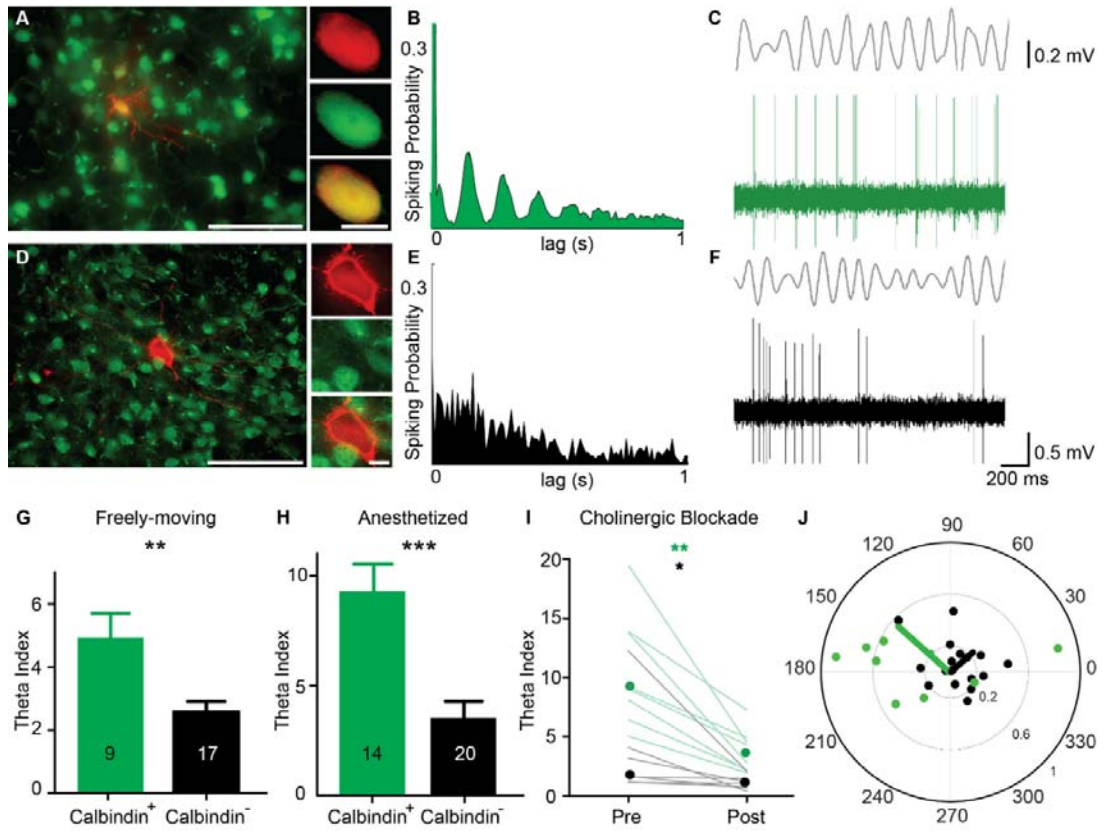 A
B
0.3
Spiking Probability
0
lag (s)
1
C
0.2 mV
D
E
0.3
Spiking Probability
0
lag (s)
1
F
0.5 mV
200 ms
G
Freely-moving
**
Theta Index
6
4
2
0
9
17
Calbindin+
Calbindin-
H
Anesthetized
***
Theta Index
10
5
0
14
20
Calbindin+
Calbindin-
I
Cholinergic Blockade
**
*
Theta Index
20
15
10
5
0
Pre
Post
J
90
120
60
150
30
180
0
0.2
0.6
1
210
330
240
300
270